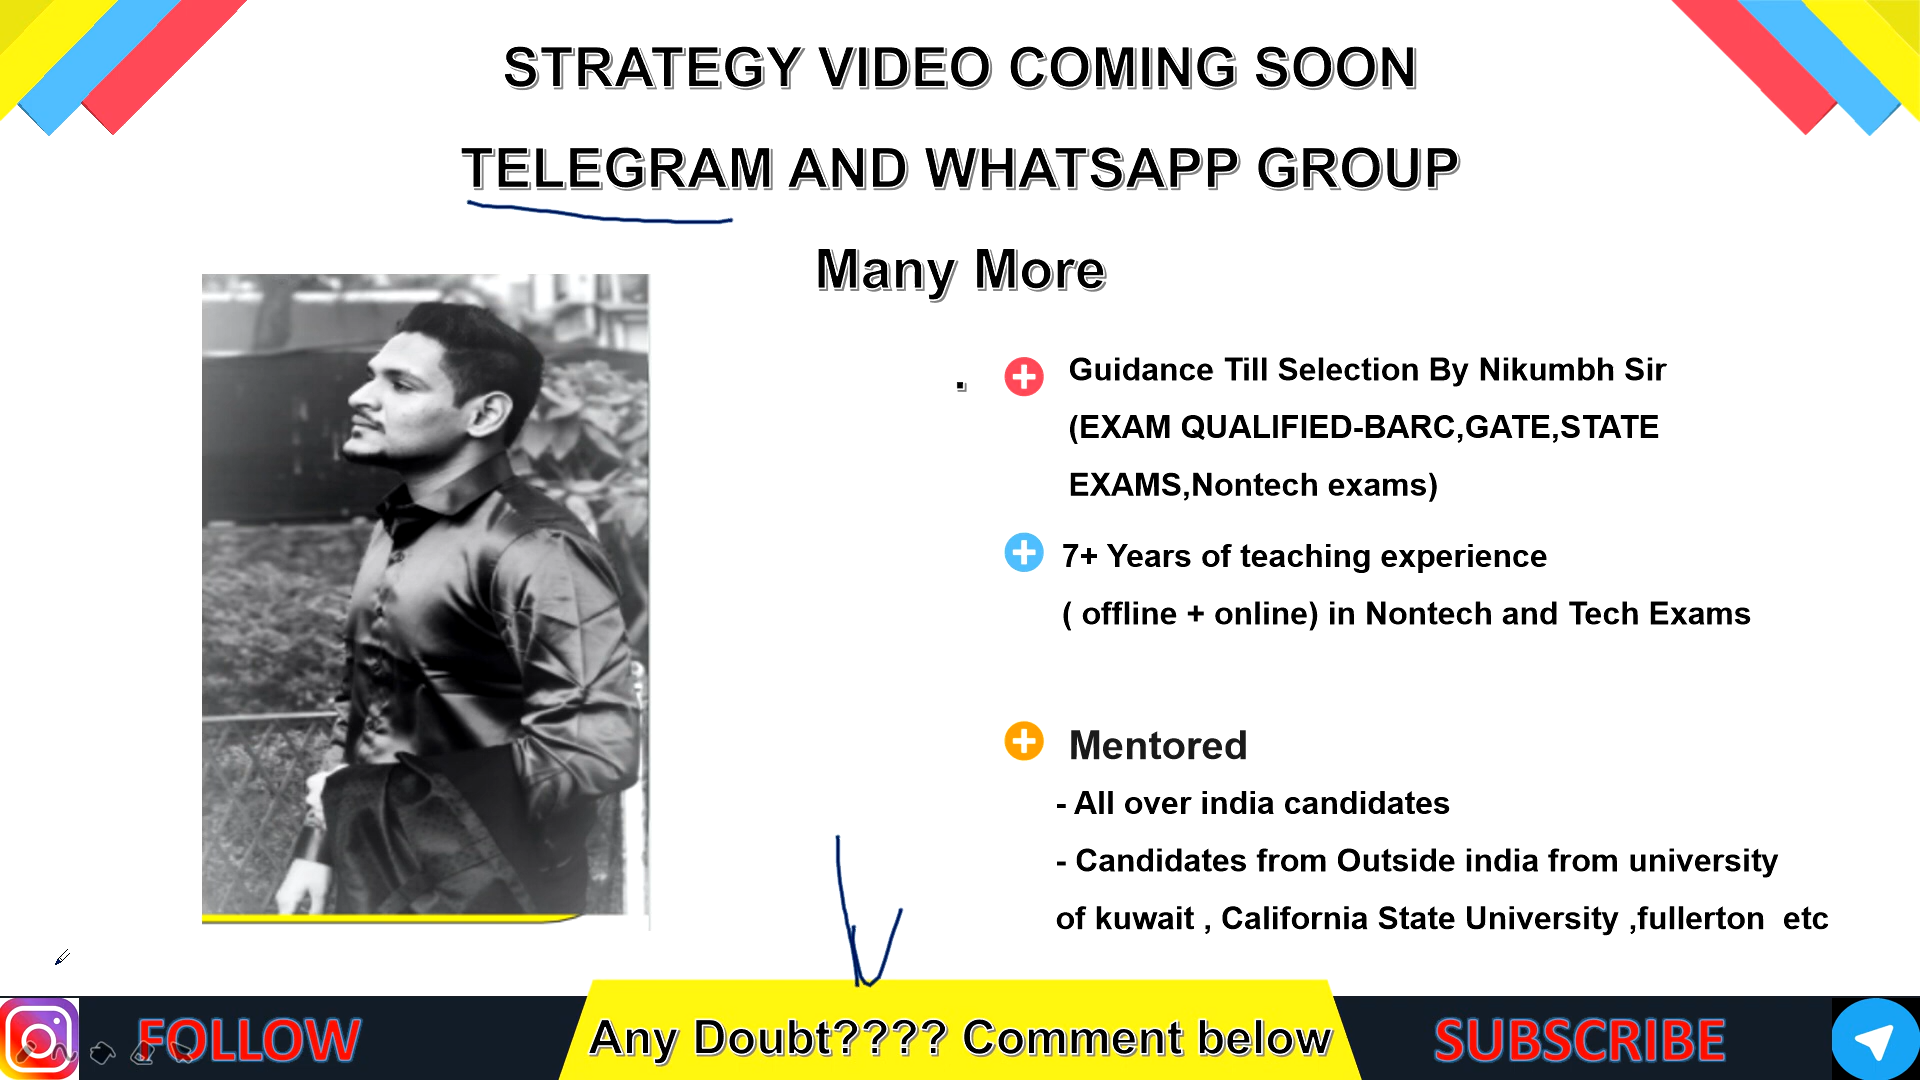 STRATEGY VIDEO COMING SOON
TELEGRAM AND WHATSAPP GROUP
Many More
Guidance Till Selection By Nikumbh Sir
(EXAM QUALIFIED-BARC,GATE,STATE
EXAMS,Nontech exams)
7+ Years of teaching experience
( offline + online) in Nontech and Tech Exams
Mentored
- All over india candidates
- Candidates from Outside india from university
of kuwait , California State University ,fullerton etc
FOLLOW
Any Doubt???? Comment below
SUBSCRIBE